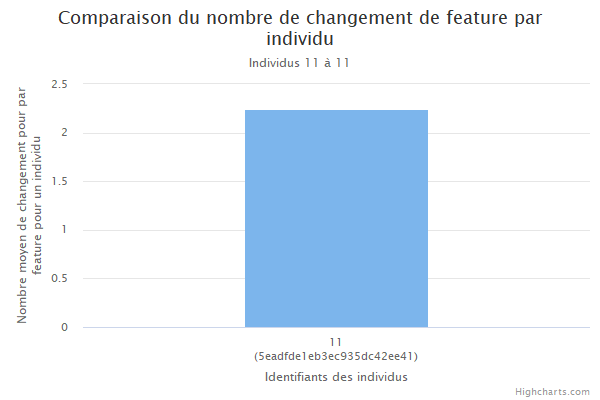 Comparaison du nombre de changement de feature par
individu
Individus 11 à 11
Nombre moyen de changement pour par
feature pour un individu
2.5
2
1.5
1
0.5
0
11
(5eadfde1eb3ec935dc42ee41)
Identifiants des individus
Highcharts.com